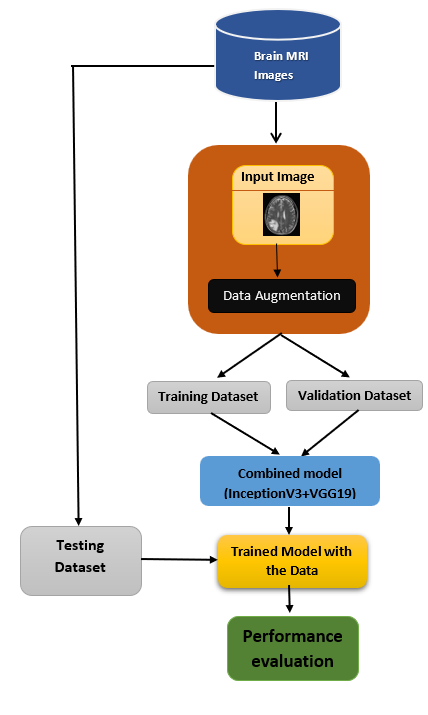 Brain MRI
Images
Input Image
Data Augmentation
Training Dataset
Validation Dataset
Combined model
(InceptionV3+VGG19)
Testing
Dataset
Trained Model with
the Data
Performance
evaluation